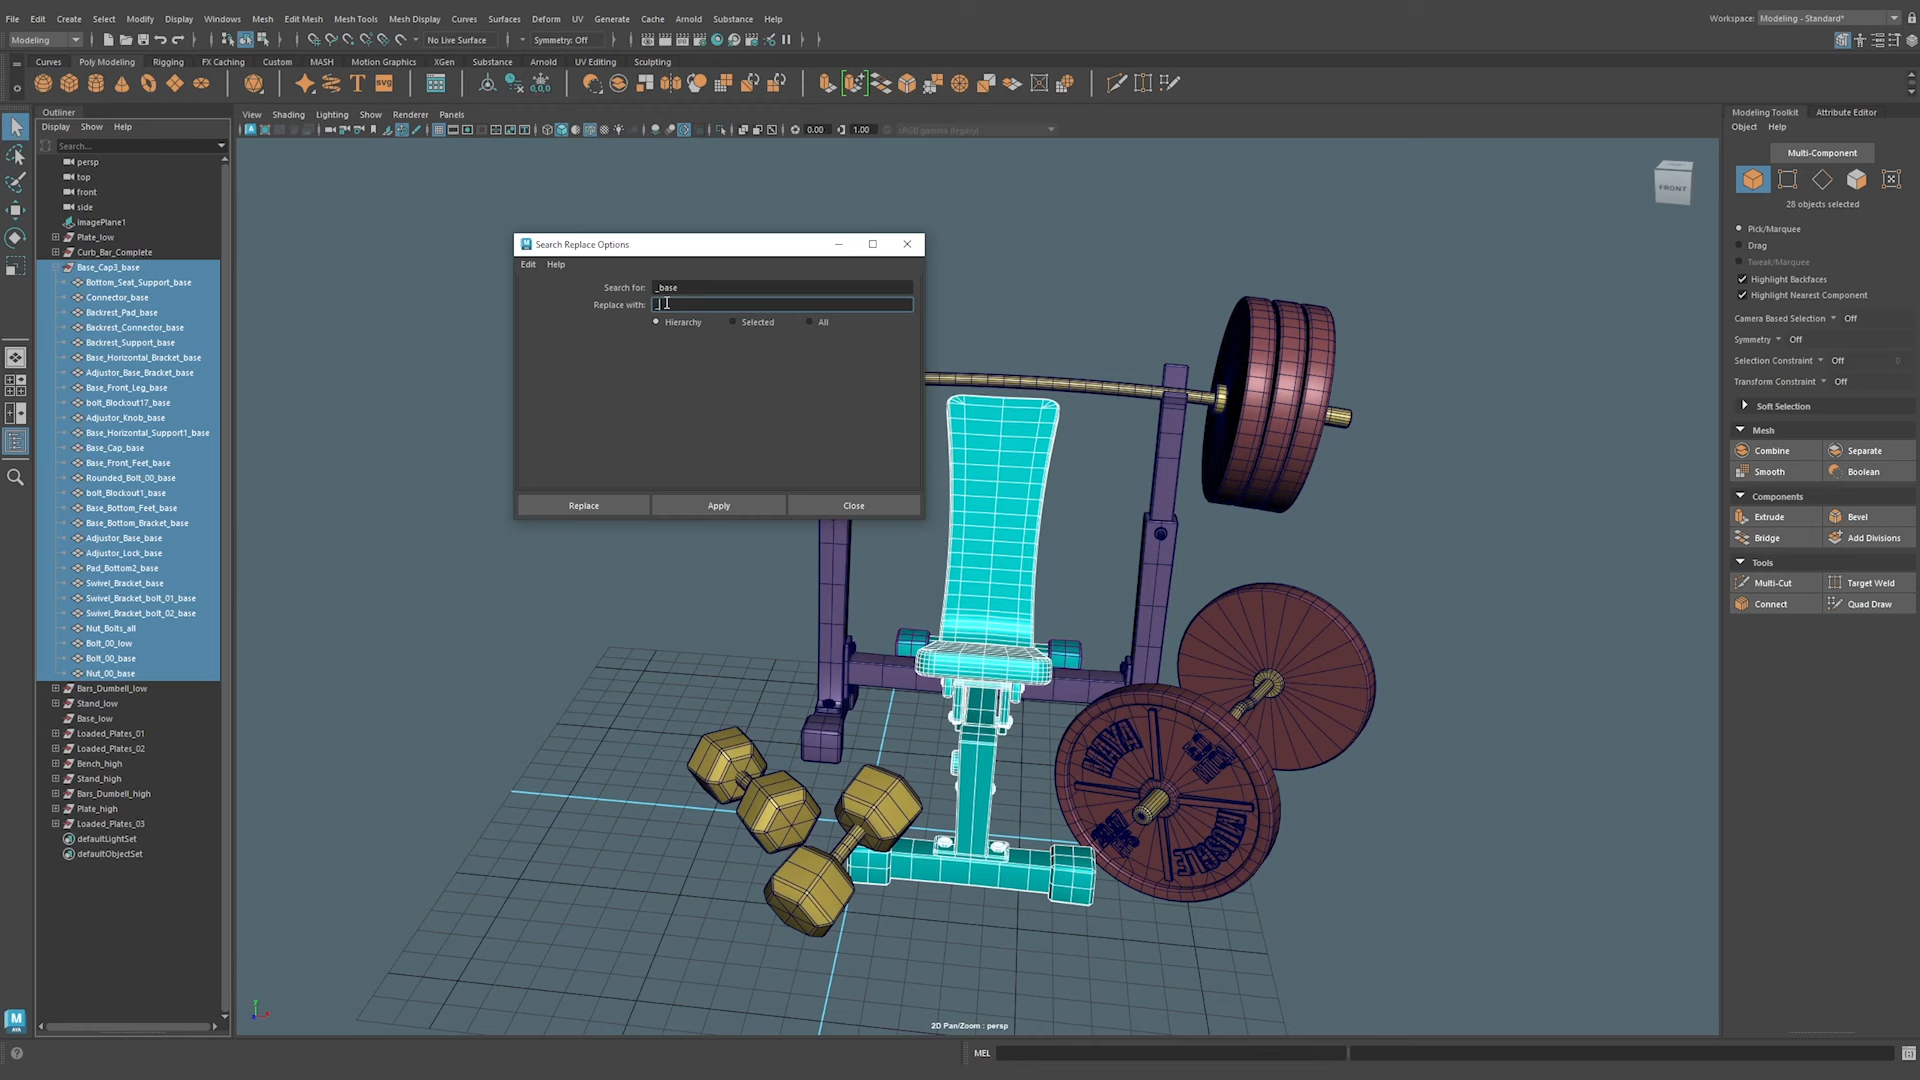 File Edit Create Select Modify Display Windows Mesh Edit Mesh Mesh Tools Mesh Display Curves Surfaces Deform UV Generate Cache Arnold Substance Help
Workspace: Modeling - Standard*
Modeling
No Live Surface
Symmetry: Off
Curves Poly Modeling Rigging FX Caching Custom MASH Motion Graphics XGen Substance Arnold UV Editing Sculpting
T
SVG
Outliner
Display Show Help
Search...
persp
top
front
side
imagePlane1
Plate_low
Curb_Bar_Complete
Base_Cap3_base
Bottom_Seat_Support_base
Connector_base
Backrest_Pad_base
Backrest_Connector_base
Backrest_Support_base
Base_Horizontal_Bracket_base
Adjustor_Base_Bracket_base
Base_Front_Leg_base
bolt_Blockout17_base
Adjustor_Knob_base
Base_Horizontal_Support1_base
Base_Cap_base
Base_Front_Feet_base
Rounded_Bolt_00_base
bolt_Blockout1_base
Base_Bottom_Feet_base
Base_Bottom_Bracket_base
Adjustor_Base_base
Adjustor_Lock_base
Pad_Bottom2_base
Swivel_Bracket_base
Swivel_Bracket_bolt_01_base
Swivel_Bracket_bolt_02_base
Nut_Bolts_all
Bolt_00_low
Bolt_00_base
Nut_00_base
Bars_Dumbell_low
Stand_low
Base_low
Loaded_Plates_01
Loaded_Plates_02
Bench_high
Stand_high
Bars_Dumbell_high
Plate_high
Loaded_Plates_03
defaultLightSet
defaultObjectSet
View Shading Lighting Show Renderer Panels
0.00
1.00
sRGB gamma (legacy)
FRONT
Search Replace Options
Edit Help
Search for: _base
Replace with: _
Hierarchy Selected All
Replace Apply Close
MAYA
MUSCLE
y
2D Pan/Zoom : persp
Modeling Toolkit Attribute Editor
Object Help
Multi-Component
28 objects selected
Pick/Marquee
Drag
Tweak/Marquee
Highlight Backfaces
Highlight Nearest Component
Camera Based Selection Off
Symmetry Off
Selection Constraint Off 0
Transform Constraint Off
Soft Selection
Mesh
Combine Separate
Smooth Boolean
Components
Extrude Bevel
Bridge Add Divisions
Tools
Multi-Cut Target Weld
Connect Quad Draw
M
MEL